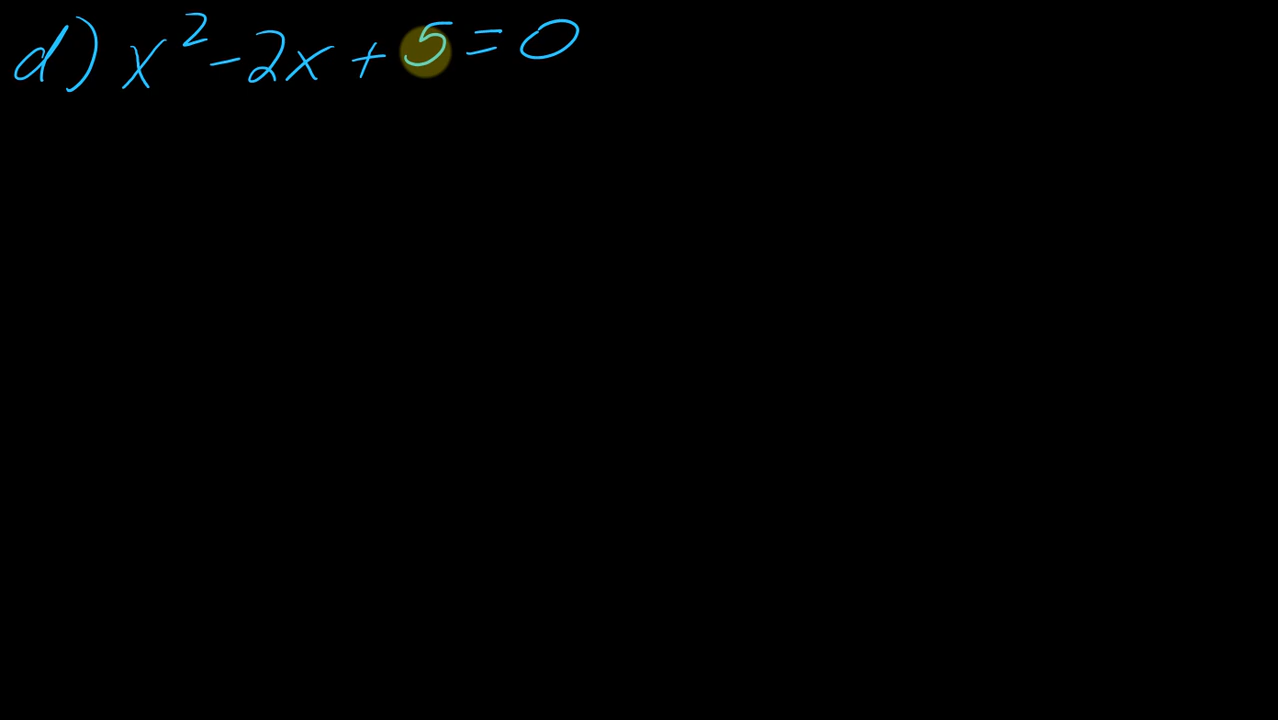 d) x² - 2x + 5 = 0